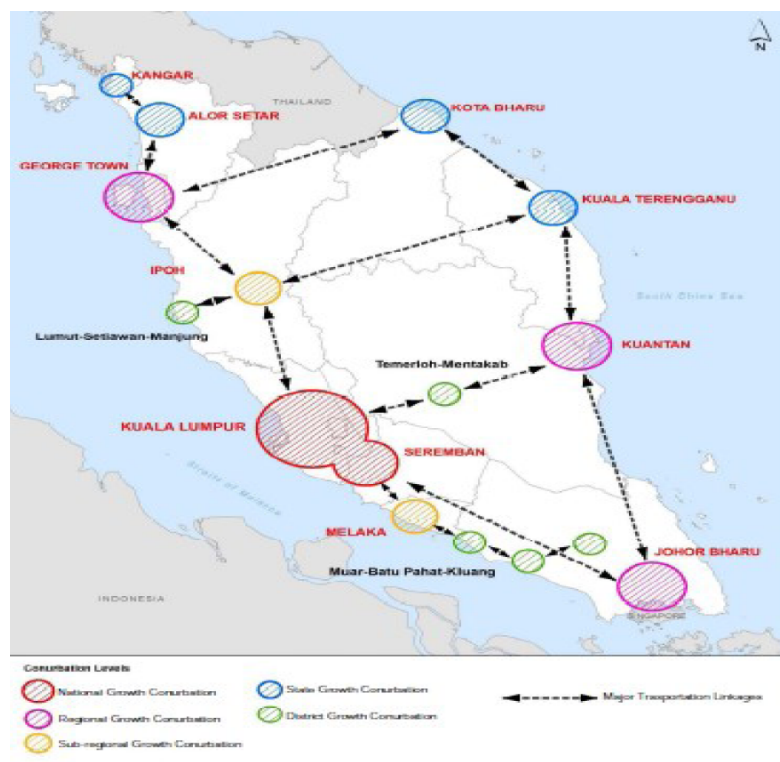 N
KANGAR
THAILAND
KOTA BHARU
ALOR SETAR
GEORGE TOWN
KUALA TERENGGANU
IPOH
South China Sea
Lumut-Setiawan-Manjung
KUANTAN
Temerloh-Mentakab
KUALA LUMPUR
SEREMBAN
Straits of Malacca
MELAKA
JOHOR BHARU
Muar-Batu Pahat-Kluang
INDONESIA
SINGAPORE
Conurbation Levels
National Growth Conurbation
State Growth Conurbation
Major Trasportation Linkages
Regional Growth Conurbation
District Growth Conurbation
Sub-regional Growth Conurbation